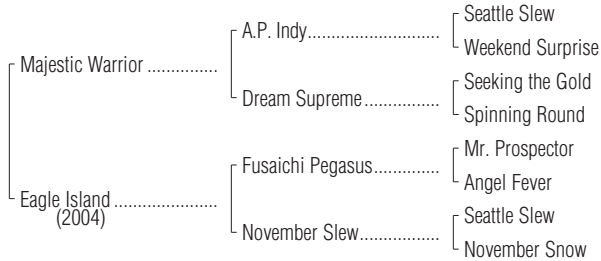 Seattle Slew
A.P. Indy...........................
Weekend Surprise
Majestic Warrior ...............
Seeking the Gold
Dream Supreme................
Spinning Round
Mr. Prospector
Fusaichi Pegasus..............
Angel Fever
Eagle Island ......................
(2004)
Seattle Slew
November Slew.................
November Snow